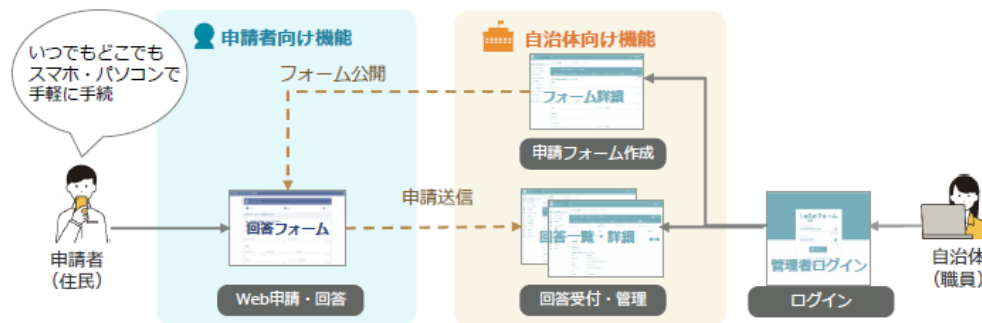 申請者向け機能
自治体向け機能
いつでもどこでも
スマホ・パソコンで
手軽に手続
フォーム公開
フォーム詳細
申請フォーム作成
申請送信
回答フォーム
回答一覧・詳細
管理者ログイン
申請者
(住民)
自治体
(職員)
Web申請・回答
回答受付・管理
ログイン